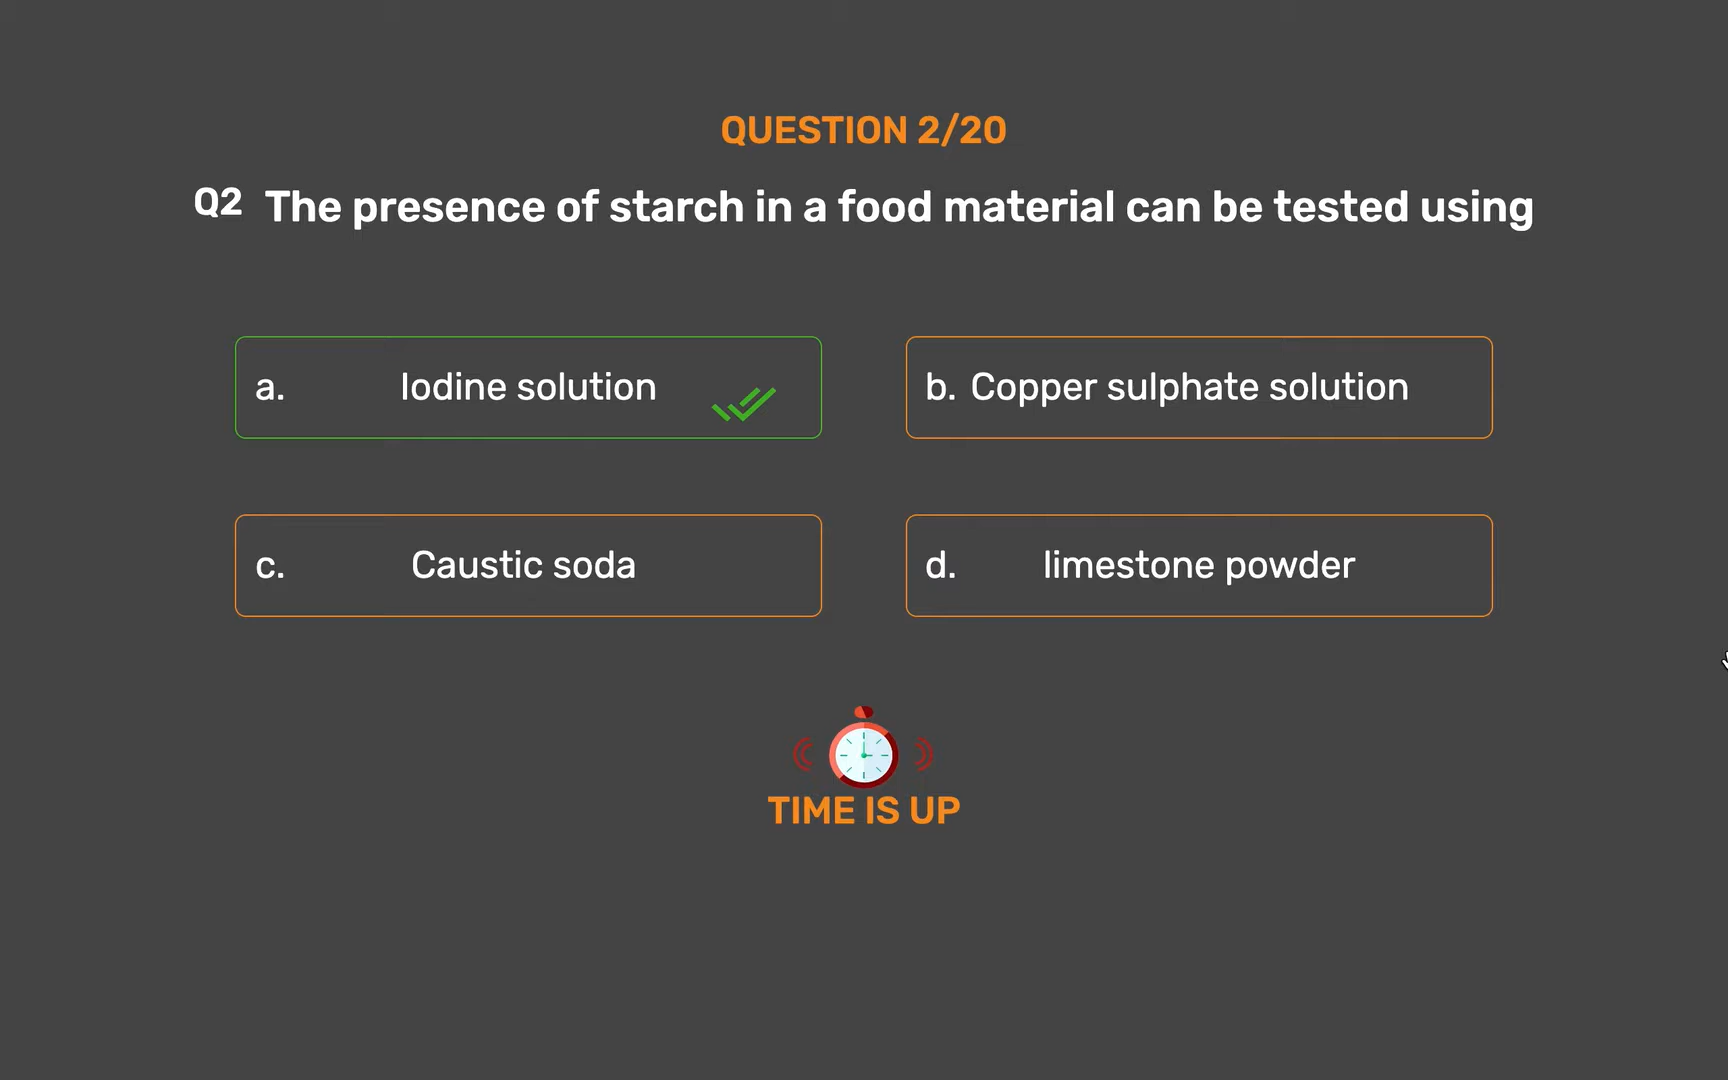 QUESTION 2/20
Q2 The presence of starch in a food material can be tested using
a. Iodine solution
b. Copper sulphate solution
c. Caustic soda
d. limestone powder
TIME IS UP